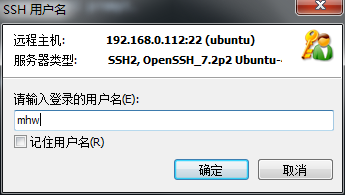 SSH 用户名
远程主机: 192.168.0.112:22 (ubuntu)
服务器类型: SSH2, OpenSSH_7.2p2 Ubuntu-
请输入登录的用户名(E):
mhw
记住用户名(R)
确定 取消